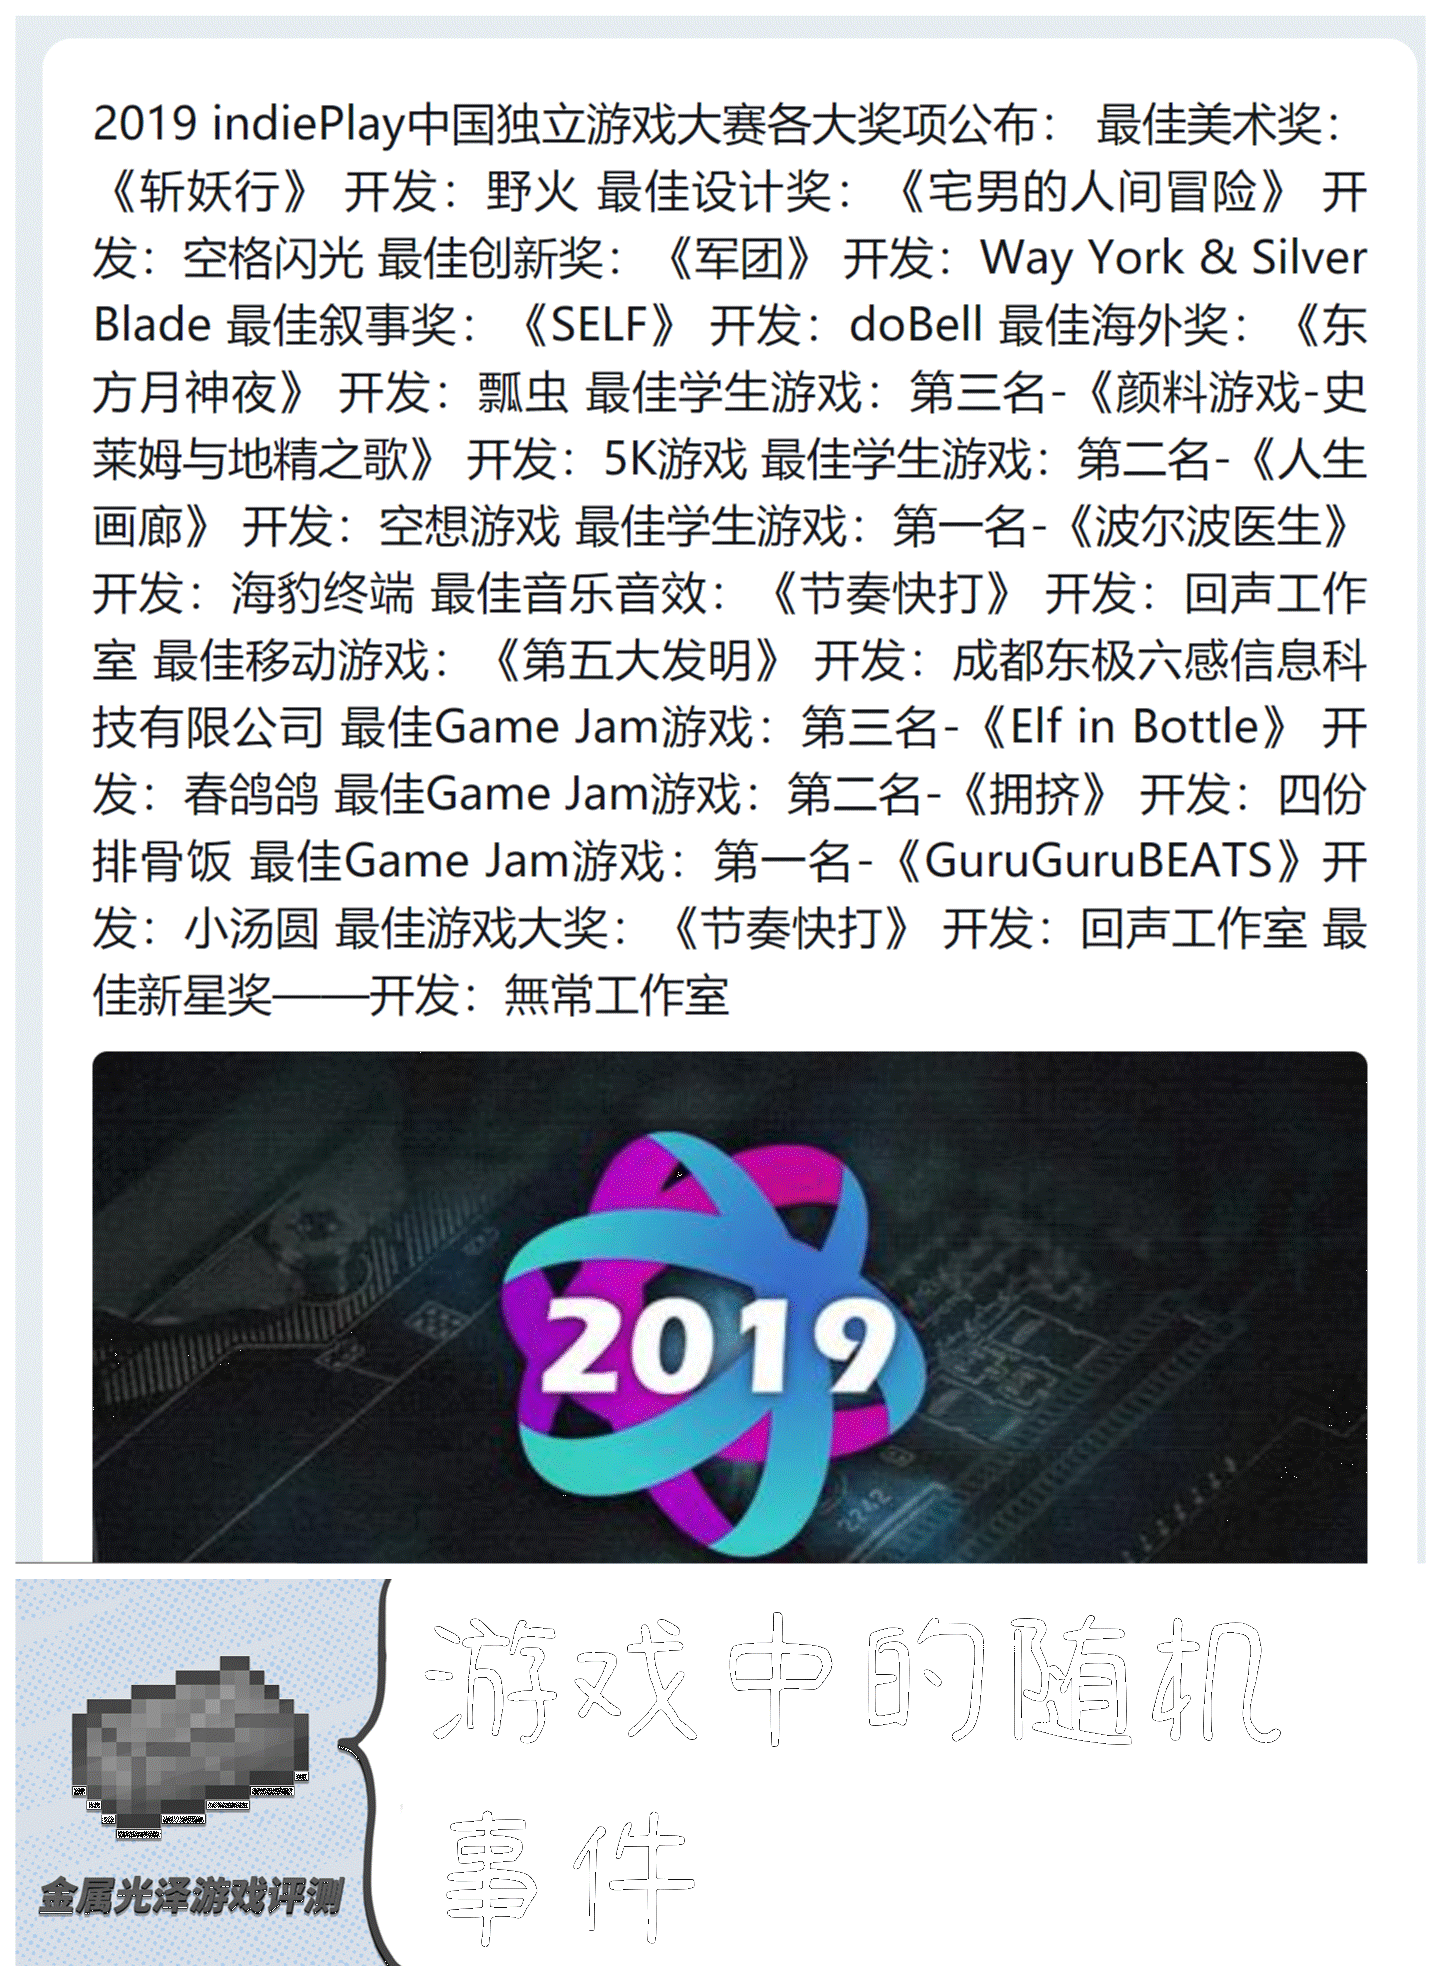 2019 indiePlay中国独立游戏大赛各大奖项公布： 最佳美术奖：
《斩妖行》 开发：野火 最佳设计奖：《宅男的人间冒险》 开
发：空格闪光 最佳创新奖：《军团》 开发：Way York & Silver
Blade 最佳叙事奖：《SELF》 开发：doBell 最佳海外奖：《东
方月神夜》 开发：瓢虫 最佳学生游戏：第三名-《颜料游戏-史
莱姆与地精之歌》 开发：5K游戏 最佳学生游戏：第二名-《人生
画廊》 开发：空想游戏 最佳学生游戏：第一名-《波尔波医生》
开发：海豹终端 最佳音乐音效：《节奏快打》 开发：回声工作
室 最佳移动游戏：《第五大发明》 开发：成都东极六感信息科
技有限公司 最佳Game Jam游戏：第三名-《Elf in Bottle》 开
发：春鸽鸽 最佳Game Jam游戏：第二名-《拥挤》 开发：四份
排骨饭 最佳Game Jam游戏：第一名-《GuruGuruBEATS》开
发：小汤圆 最佳游戏大奖：《节奏快打》 开发：回声工作室 最
佳新星奖——开发：無常工作室
2019
2242
游戏中的随机
事件
金属光泽游戏评测